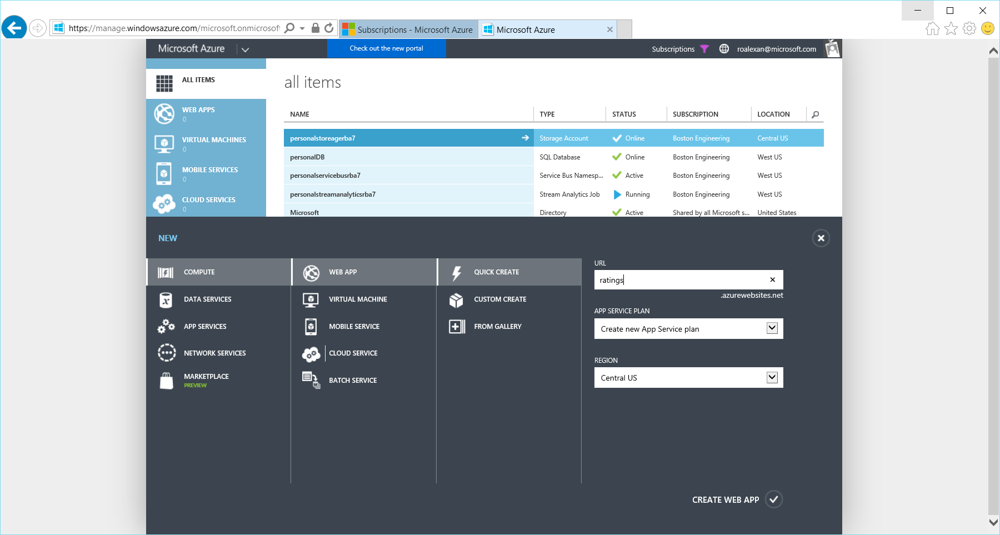 https://manage.windowsazure.com/microsoft.onmicrosoft
Subscriptions - Microsoft Azure
Microsoft Azure
Microsoft Azure
Check out the new portal
Subscriptions
roalexan@microsoft.com
ALL ITEMS
WEB APPS
0
VIRTUAL MACHINES
0
MOBILE SERVICES
0
CLOUD SERVICES
0
all items
NAME TYPE STATUS SUBSCRIPTION LOCATION
personalstoreagerba7 Storage Account Online Boston Engineering Central US
personalDB SQL Database Online Boston Engineering West US
personalservicebusrba7 Service Bus Namesp... Active Boston Engineering West US
personalstreamanalyticsrba7 Stream Analytics Job Running Boston Engineering West US
Microsoft Directory Active Shared by all Microsoft s... United States
NEW
COMPUTE
DATA SERVICES
APP SERVICES
NETWORK SERVICES
MARKETPLACE
PREVIEW
WEB APP
VIRTUAL MACHINE
MOBILE SERVICE
CLOUD SERVICE
BATCH SERVICE
QUICK CREATE
CUSTOM CREATE
FROM GALLERY
URL
ratings
.azurewebsites.net
APP SERVICE PLAN
Create new App Service plan
REGION
Central US
CREATE WEB APP